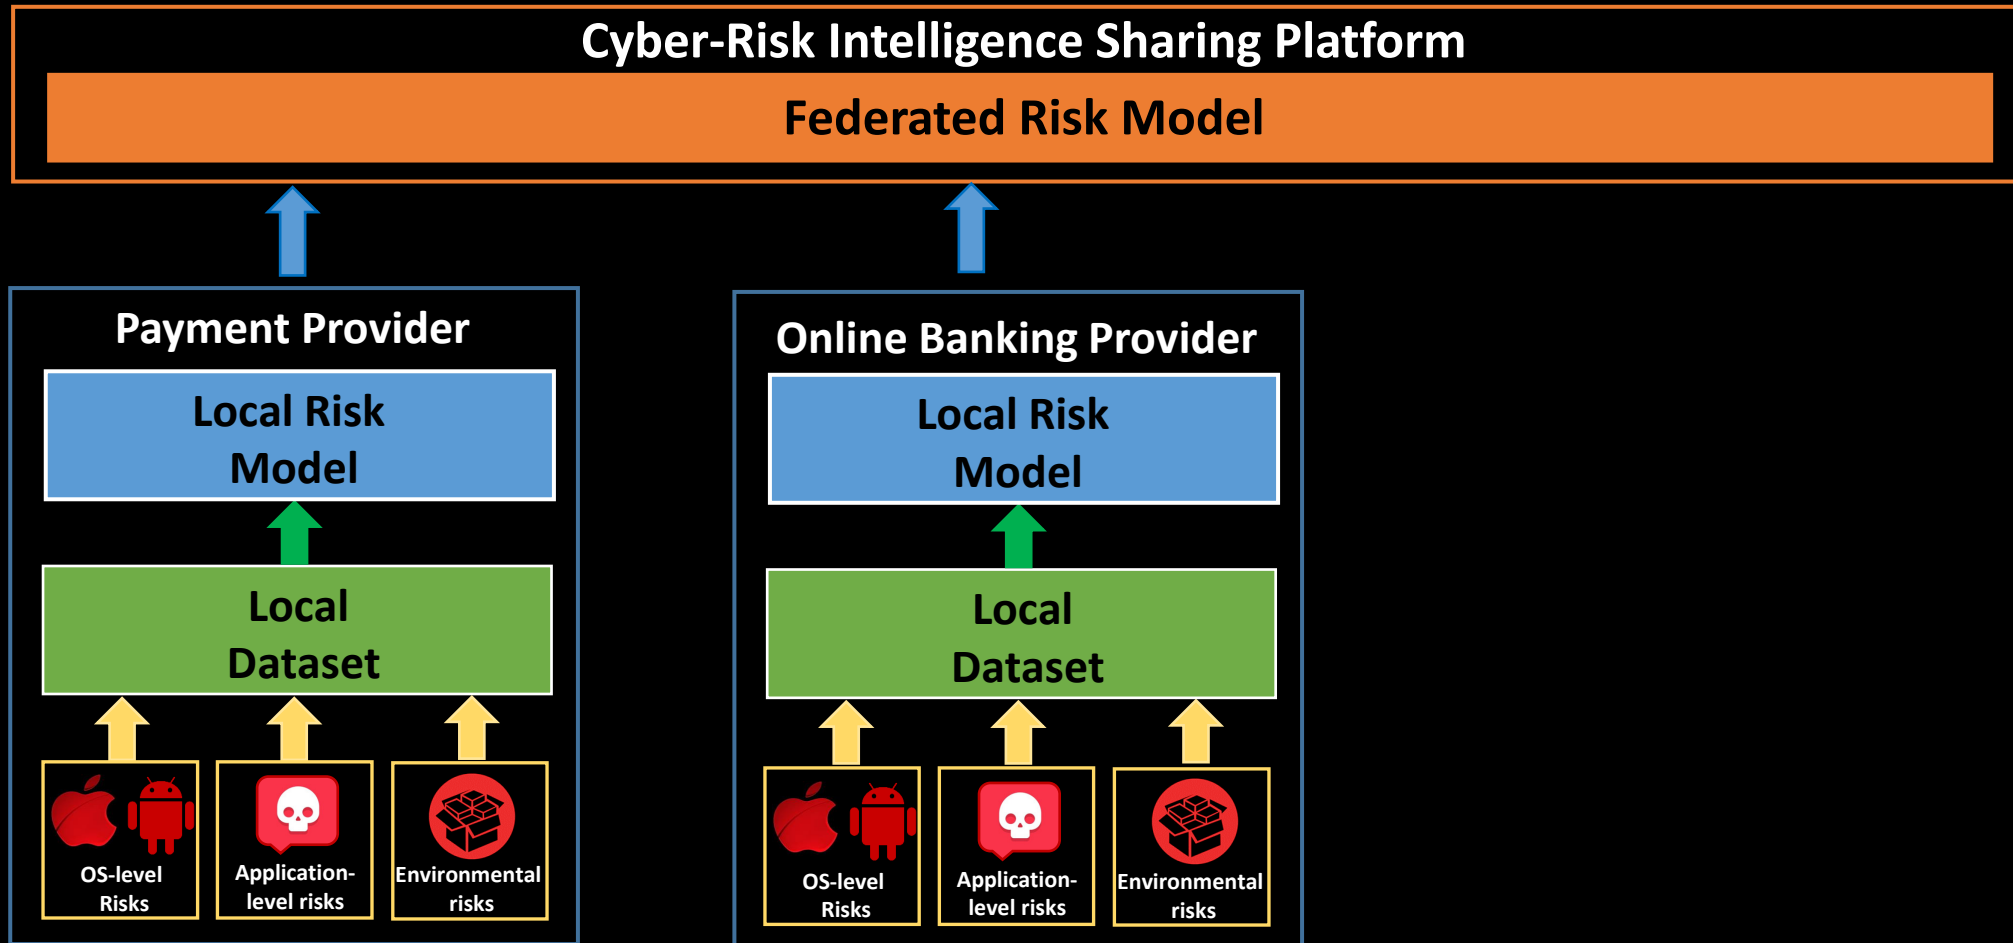 Cyber-Risk Intelligence Sharing Platform
Federated Risk Model
Payment Provider
Local Risk
Model
Local
Dataset
OS-level
Risks
Application-
level risks
Environmental
risks
Online Banking Provider
Local Risk
Model
Local
Dataset
OS-level
Risks
Application-
level risks
Environmental
risks